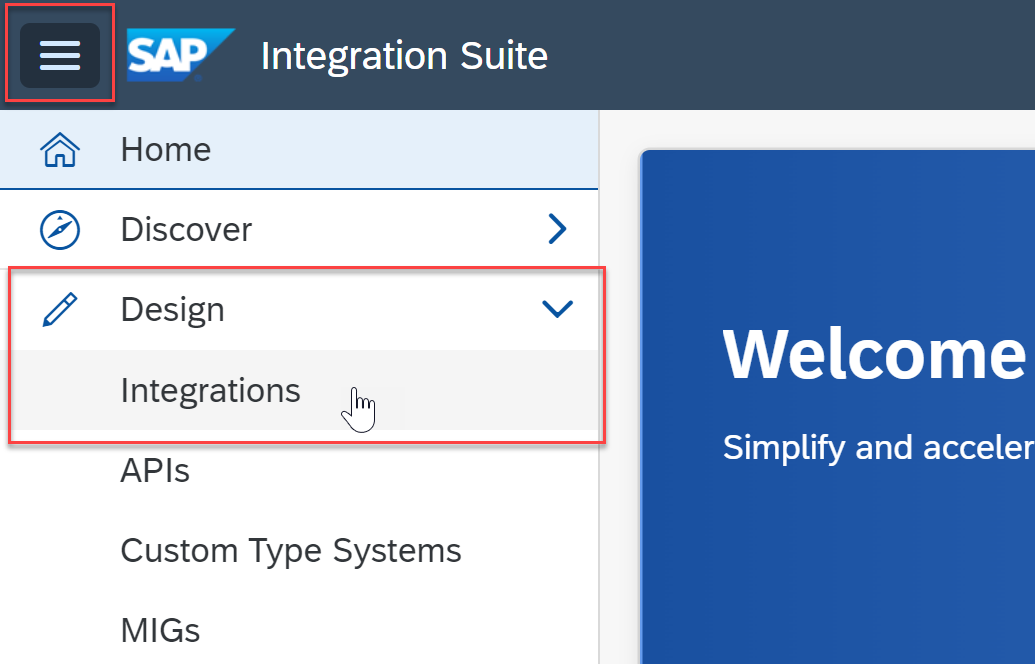 SAP Integration Suite
Home
Discover
Design
Integrations
APIs
Custom Type Systems
MIGs
Welcome
Simplify and acceler